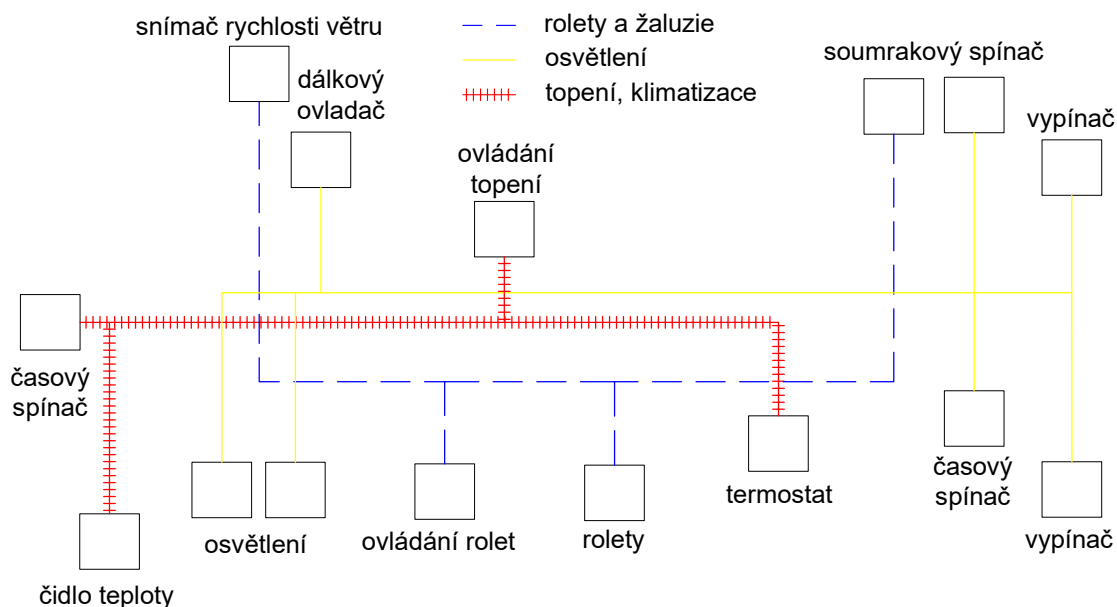 snímač rychlosti větru
dálkový
ovladač
rolety a žaluzie
osvětlení
topení, klimatizace
soumrakový spínač
vypínač
ovládání
topení
časový
spínač
čidlo teploty
osvětlení
ovládání rolet
rolety
termostat
časový
spínač
vypínač